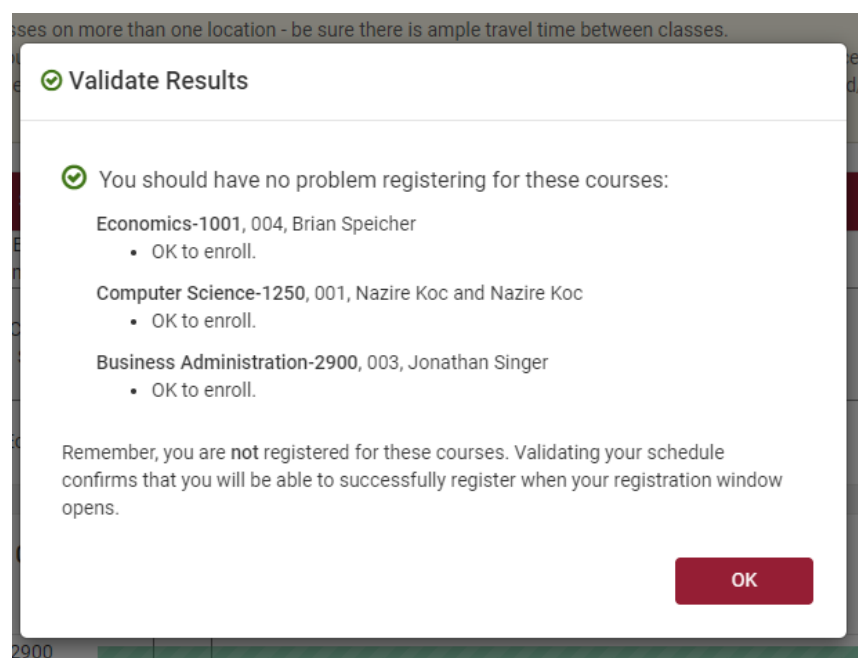 sses on more than one location - be sure there is ample travel time between classes.
Validate Results
You should have no problem registering for these courses:
Economics-1001, 004, Brian Speicher
• OK to enroll.
Computer Science-1250, 001, Nazire Koc and Nazire Koc
• OK to enroll.
Business Administration-2900, 003, Jonathan Singer
• OK to enroll.
Remember, you are not registered for these courses. Validating your schedule
confirms that you will be able to successfully register when your registration window
opens.
OK
2900